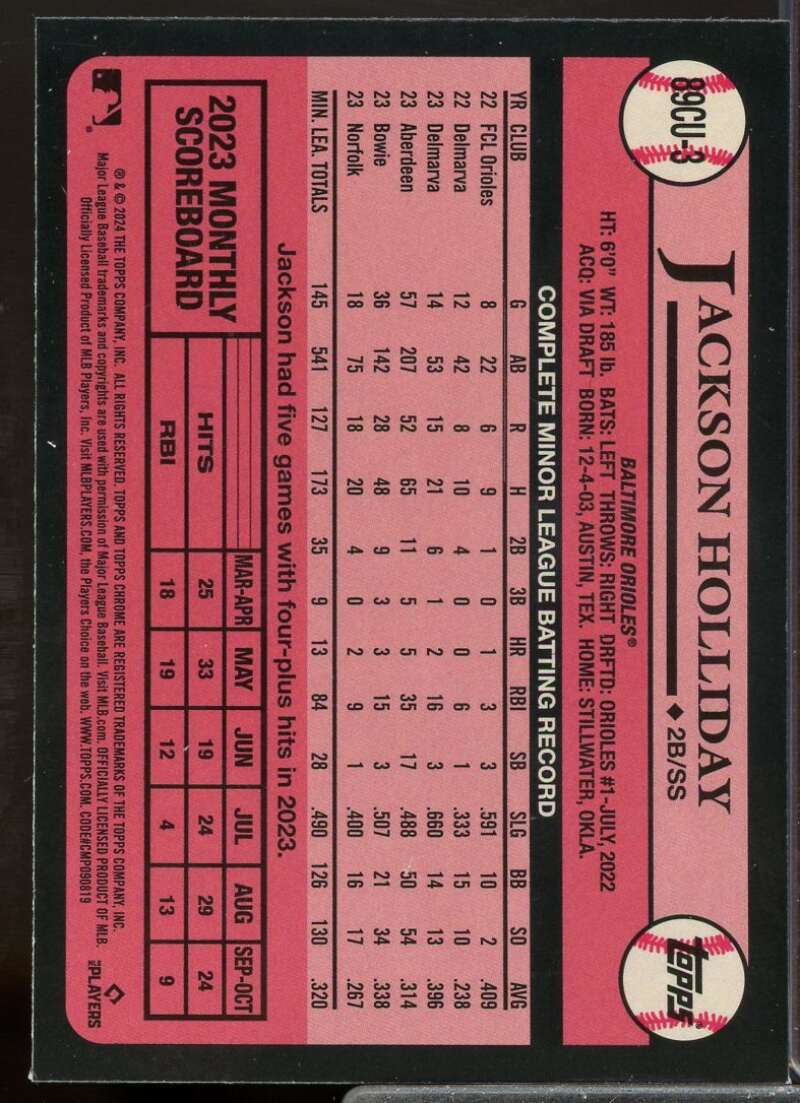 89CU-3
JACKSON HOLLIDAY
◆ 2B/SS
topps®
BALTIMORE ORIOLES®
HT: 6'0" WT: 185 lb. BATS: LEFT THROWS: RIGHT DRFTD: ORIOLES #1-JULY, 2022
ACQ: VIA DRAFT BORN: 12-4-03, AUSTIN, TEX. HOME: STILLWATER, OKLA.
COMPLETE MINOR LEAGUE BATTING RECORD
YR CLUB G AB R H 2B 3B HR RBI SB SLG BB SO AVG
22 FCL Orioles 8 22 6 9 1 0 1 3 3 .591 10 2 .409
22 Delmarva 12 42 8 10 4 0 0 6 1 .333 15 10 .238
23 Delmarva 14 53 15 21 6 1 2 16 3 .660 14 13 .396
23 Aberdeen 57 207 52 65 11 5 5 35 17 .488 50 54 .314
23 Bowie 36 142 28 48 9 3 3 15 3 .507 21 34 .338
23 Norfolk 18 75 18 20 4 0 2 9 1 .400 16 17 .267
MIN. LEA. TOTALS 145 541 127 173 35 9 13 84 28 .490 126 130 .320
Jackson had five games with four-plus hits in 2023.
2023 MONTHLY
SCOREBOARD
MAR-APR MAY JUN JUL AUG SEP-OCT
HITS 25 33 19 24 29 24
RBI 18 19 12 4 13 9
® & © 2024 THE TOPPS COMPANY, INC. ALL RIGHTS RESERVED. TOPPS AND TOPPS CHROME ARE REGISTERED TRADEMARKS OF THE TOPPS COMPANY, INC.
Major League Baseball trademarks and copyrights are used with permission of Major League Baseball. Visit MLB.com. OFFICIALLY LICENSED PRODUCT OF MLB.
Officially Licensed Product of MLB Players, Inc. Visit MLBPLAYERS.COM, the Players Choice on the web. WWW.TOPPS.COM. CODE#CMP090819
MLB PLAYERS